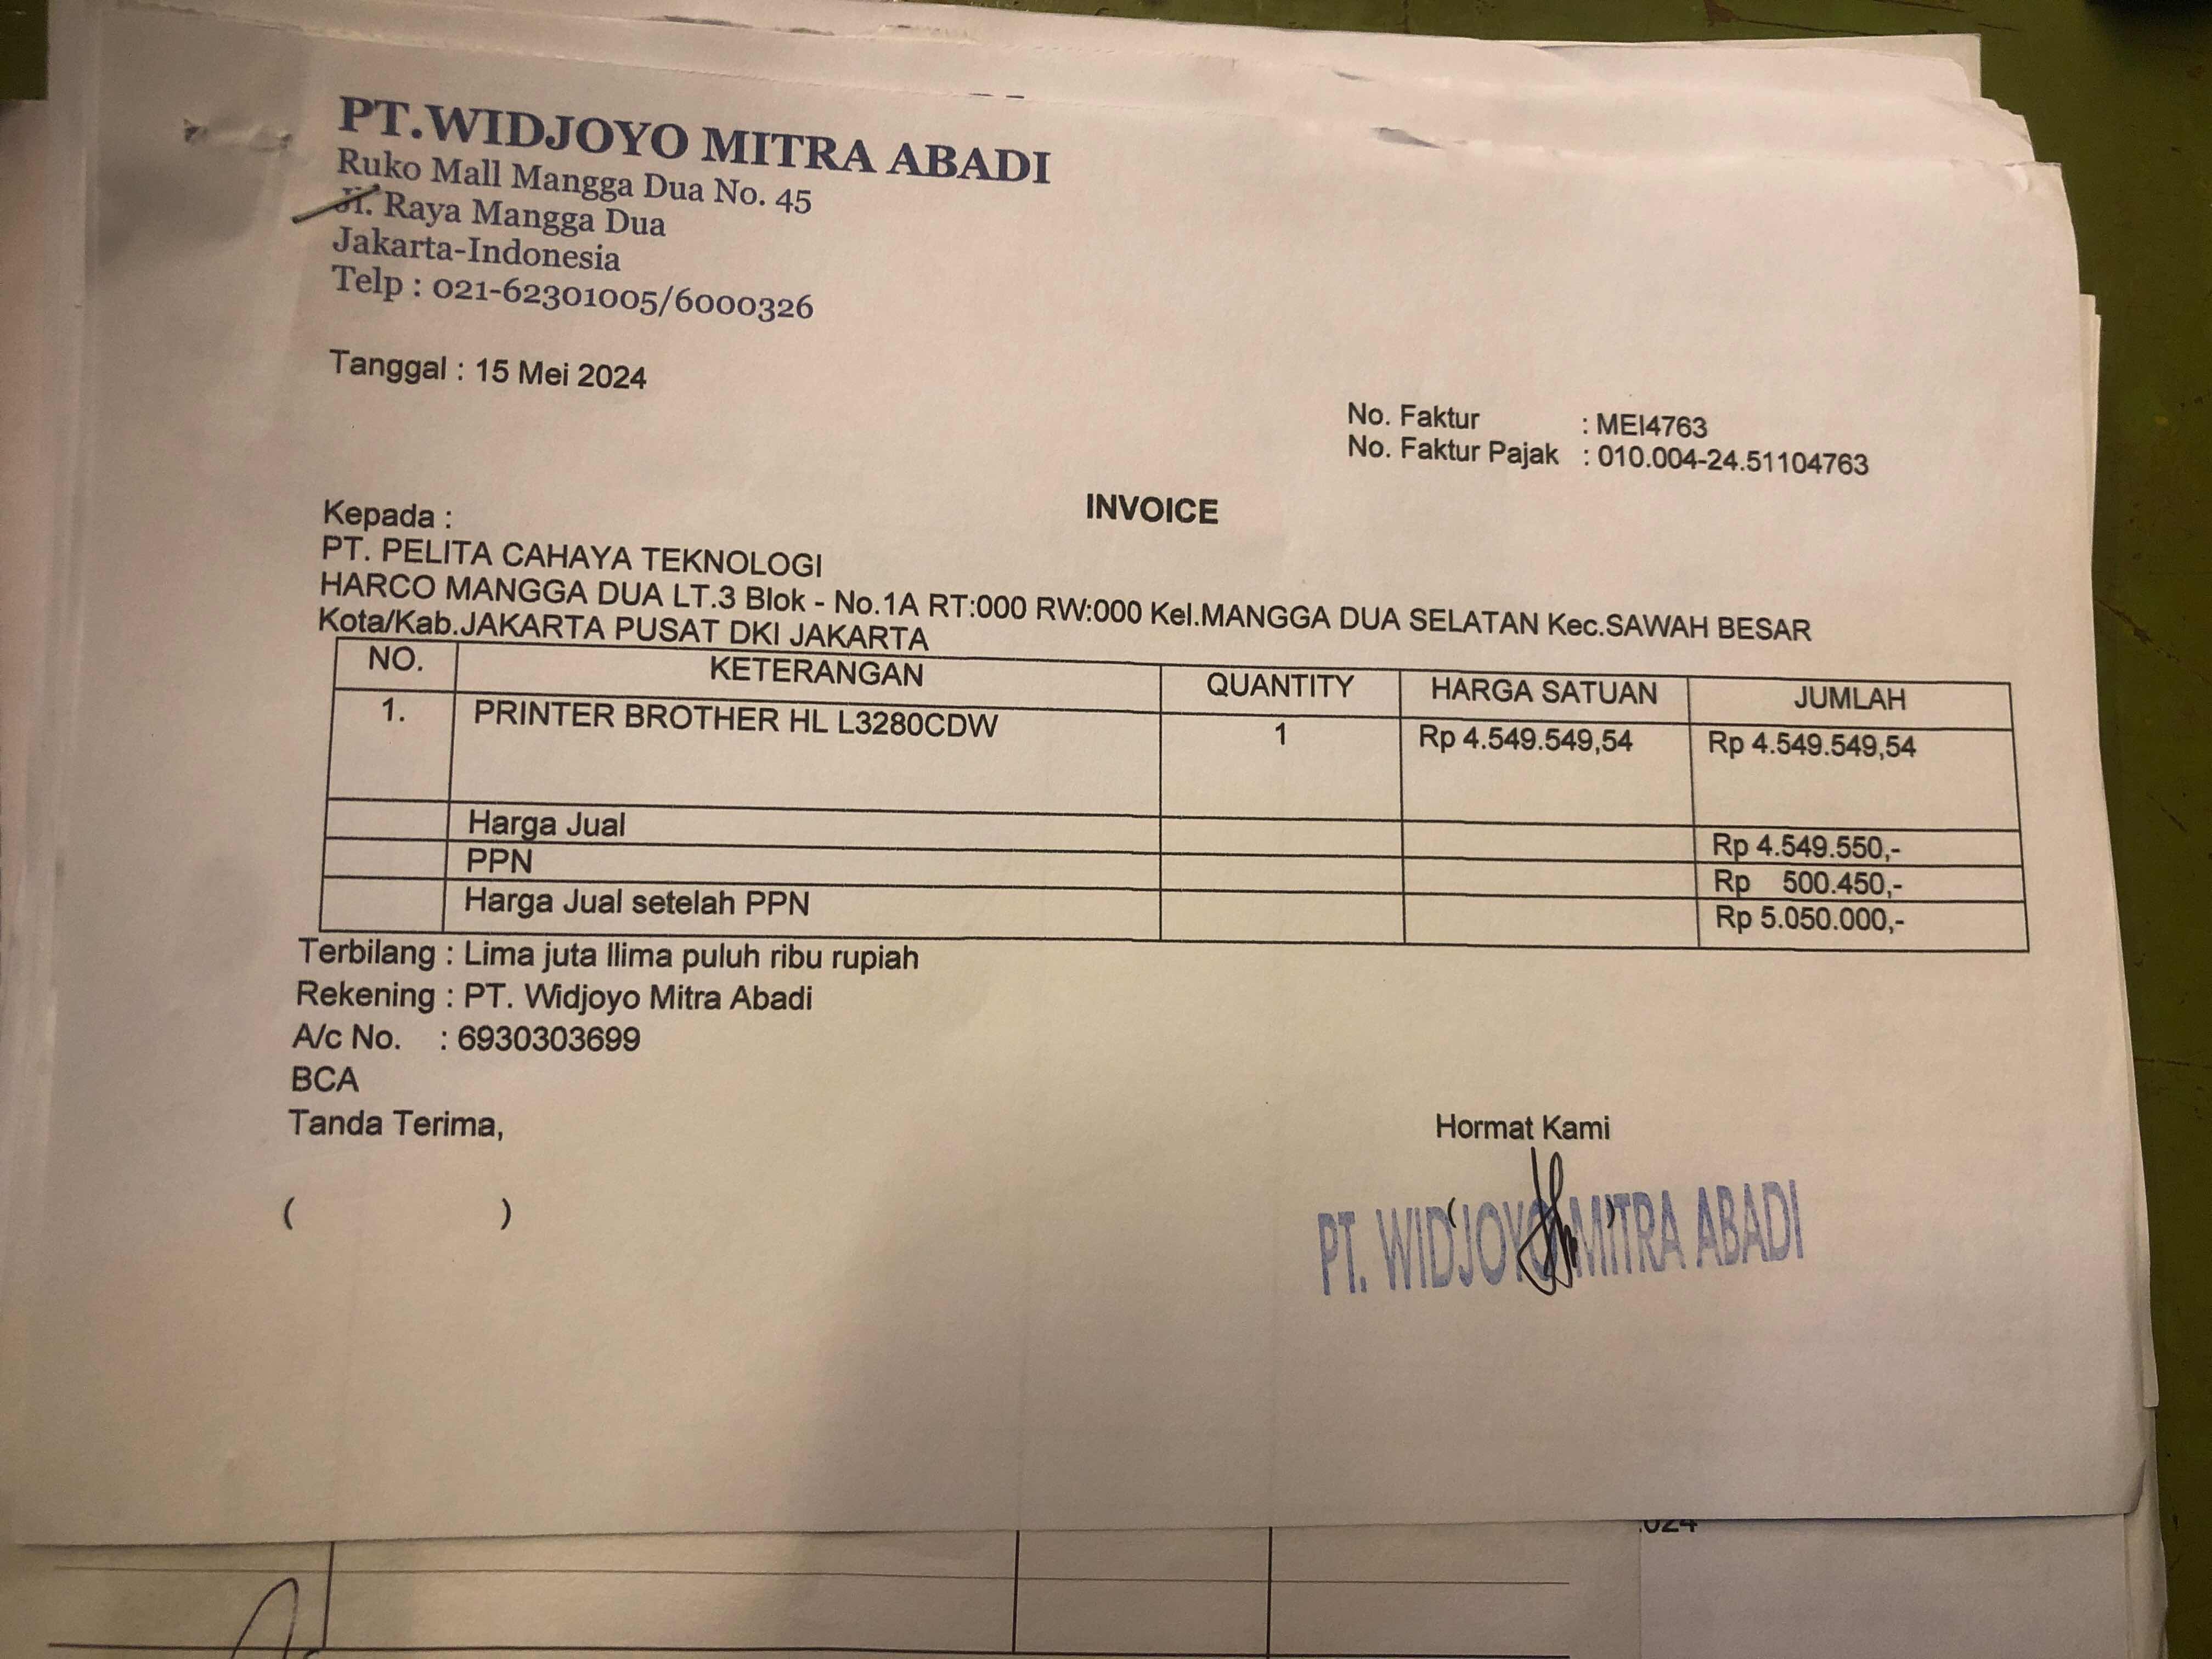 PT.WIDJOYO MITRA ABADI
Ruko Mall Mangga Dua No. 45
Jl. Raya Mangga Dua
Jakarta-Indonesia
Telp : 021-62301005/6000326
Tanggal : 15 Mei 2024
No. Faktur : MEI4763
No. Faktur Pajak : 010.004-24.51104763
INVOICE
Kepada :
PT. PELITA CAHAYA TEKNOLOGI
HARCO MANGGA DUA LT.3 Blok - No.1A RT:000 RW:000 Kel.MANGGA DUA SELATAN Kec.SAWAH BESAR
Kota/Kab.JAKARTA PUSAT DKI JAKARTA
NO. KETERANGAN QUANTITY HARGA SATUAN JUMLAH
1. PRINTER BROTHER HL L3280CDW 1 Rp 4.549.549,54 Rp 4.549.549,54
Harga Jual Rp 4.549.550,-
PPN Rp 500.450,-
Harga Jual setelah PPN Rp 5.050.000,-
Terbilang : Lima juta llima puluh ribu rupiah
Rekening : PT. Widjoyo Mitra Abadi
A/c No. : 6930303699
BCA
Tanda Terima, Hormat Kami
( ) ( )
PT. WIDJOYO MITRA ABADI